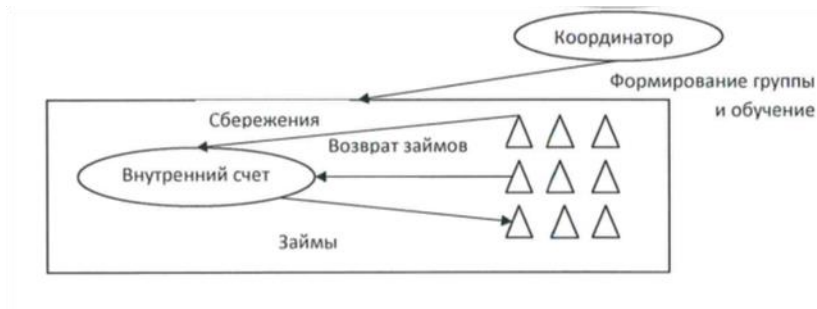 Координатор
Формирование группы
и обучение
Сбережения
Возврат займов
Внутренний счет
Займы